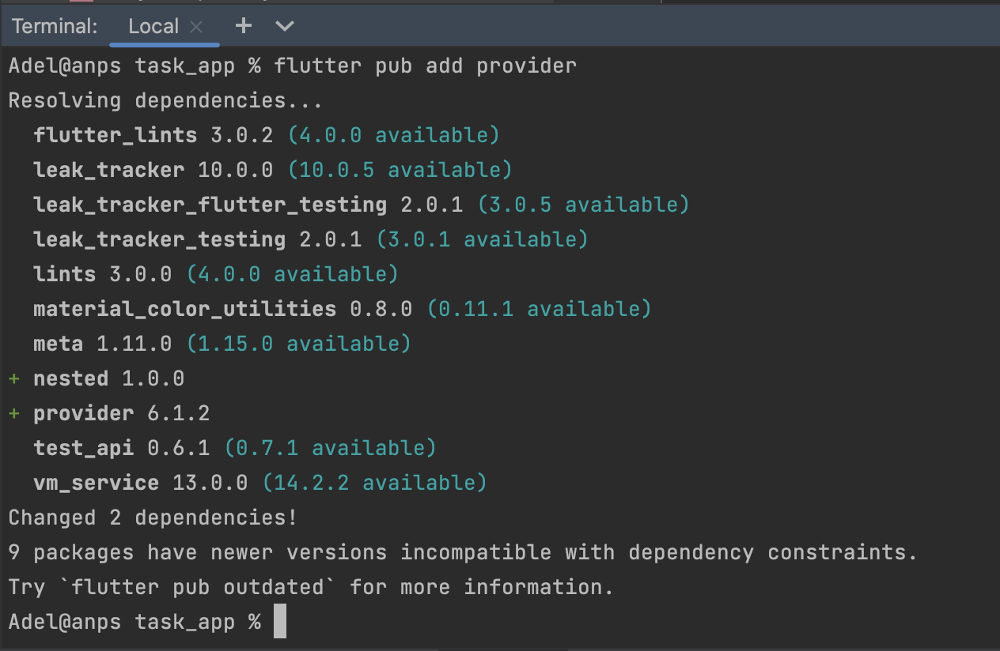 Terminal: Local × + 
Adel@anps task_app % flutter pub add provider
Resolving dependencies...
flutter_lints 3.0.2 (4.0.0 available)
leak_tracker 10.0.0 (10.0.5 available)
leak_tracker_flutter_testing 2.0.1 (3.0.5 available)
leak_tracker_testing 2.0.1 (3.0.1 available)
lints 3.0.0 (4.0.0 available)
material_color_utilities 0.8.0 (0.11.1 available)
meta 1.11.0 (1.15.0 available)
+ nested 1.0.0
+ provider 6.1.2
test_api 0.6.1 (0.7.1 available)
vm_service 13.0.0 (14.2.2 available)
Changed 2 dependencies!
9 packages have newer versions incompatible with dependency constraints.
Try `flutter pub outdated` for more information.
Adel@anps task_app %